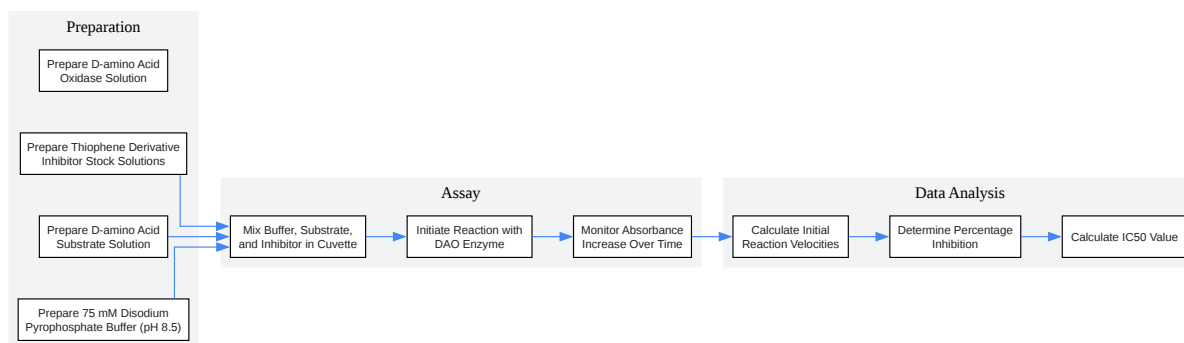 Preparation
Prepare D-amino Acid
Oxidase Solution
Prepare Thiophene Derivative
Inhibitor Stock Solutions
Prepare D-amino Acid
Substrate Solution
Prepare 75 mM Disodium
Pyrophosphate Buffer (pH 8.5)
Assay
Mix Buffer, Substrate,
and Inhibitor in Cuvette
Initiate Reaction with
DAO Enzyme
Monitor Absorbance
Increase Over Time
Data Analysis
Calculate Initial
Reaction Velocities
Determine Percentage
Inhibition
Calculate IC50 Value